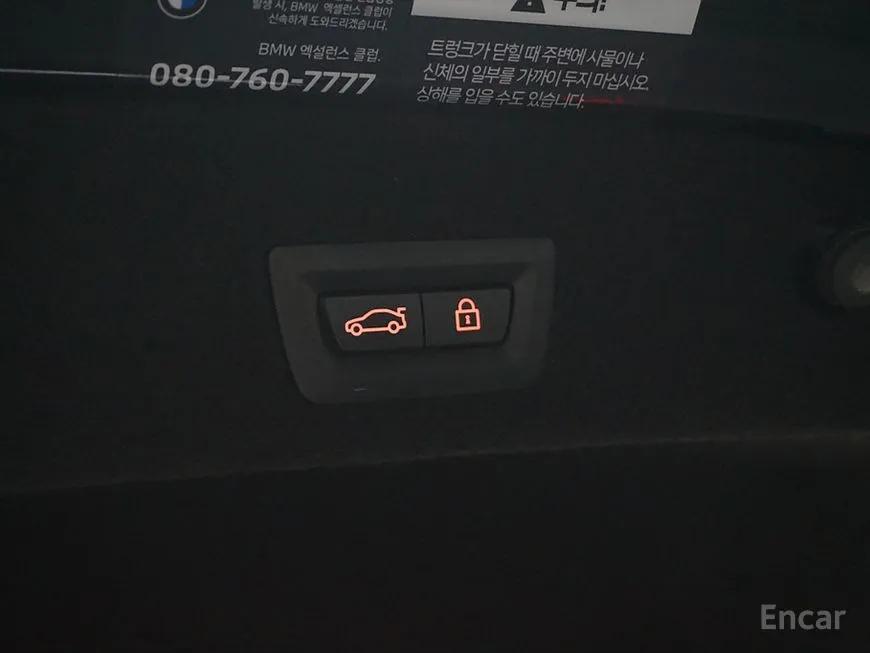 발생 시, BMW 엑셀런스 클럽이
신속하게 도와드리겠습니다.
BMW 엑설런스 클럽.
080-760-7777
트렁크가 닫힐 때 주변에 사물이나
신체의 일부를 가까이 두지 마십시오.
상해를 입을 수도 있습니다.
Encar